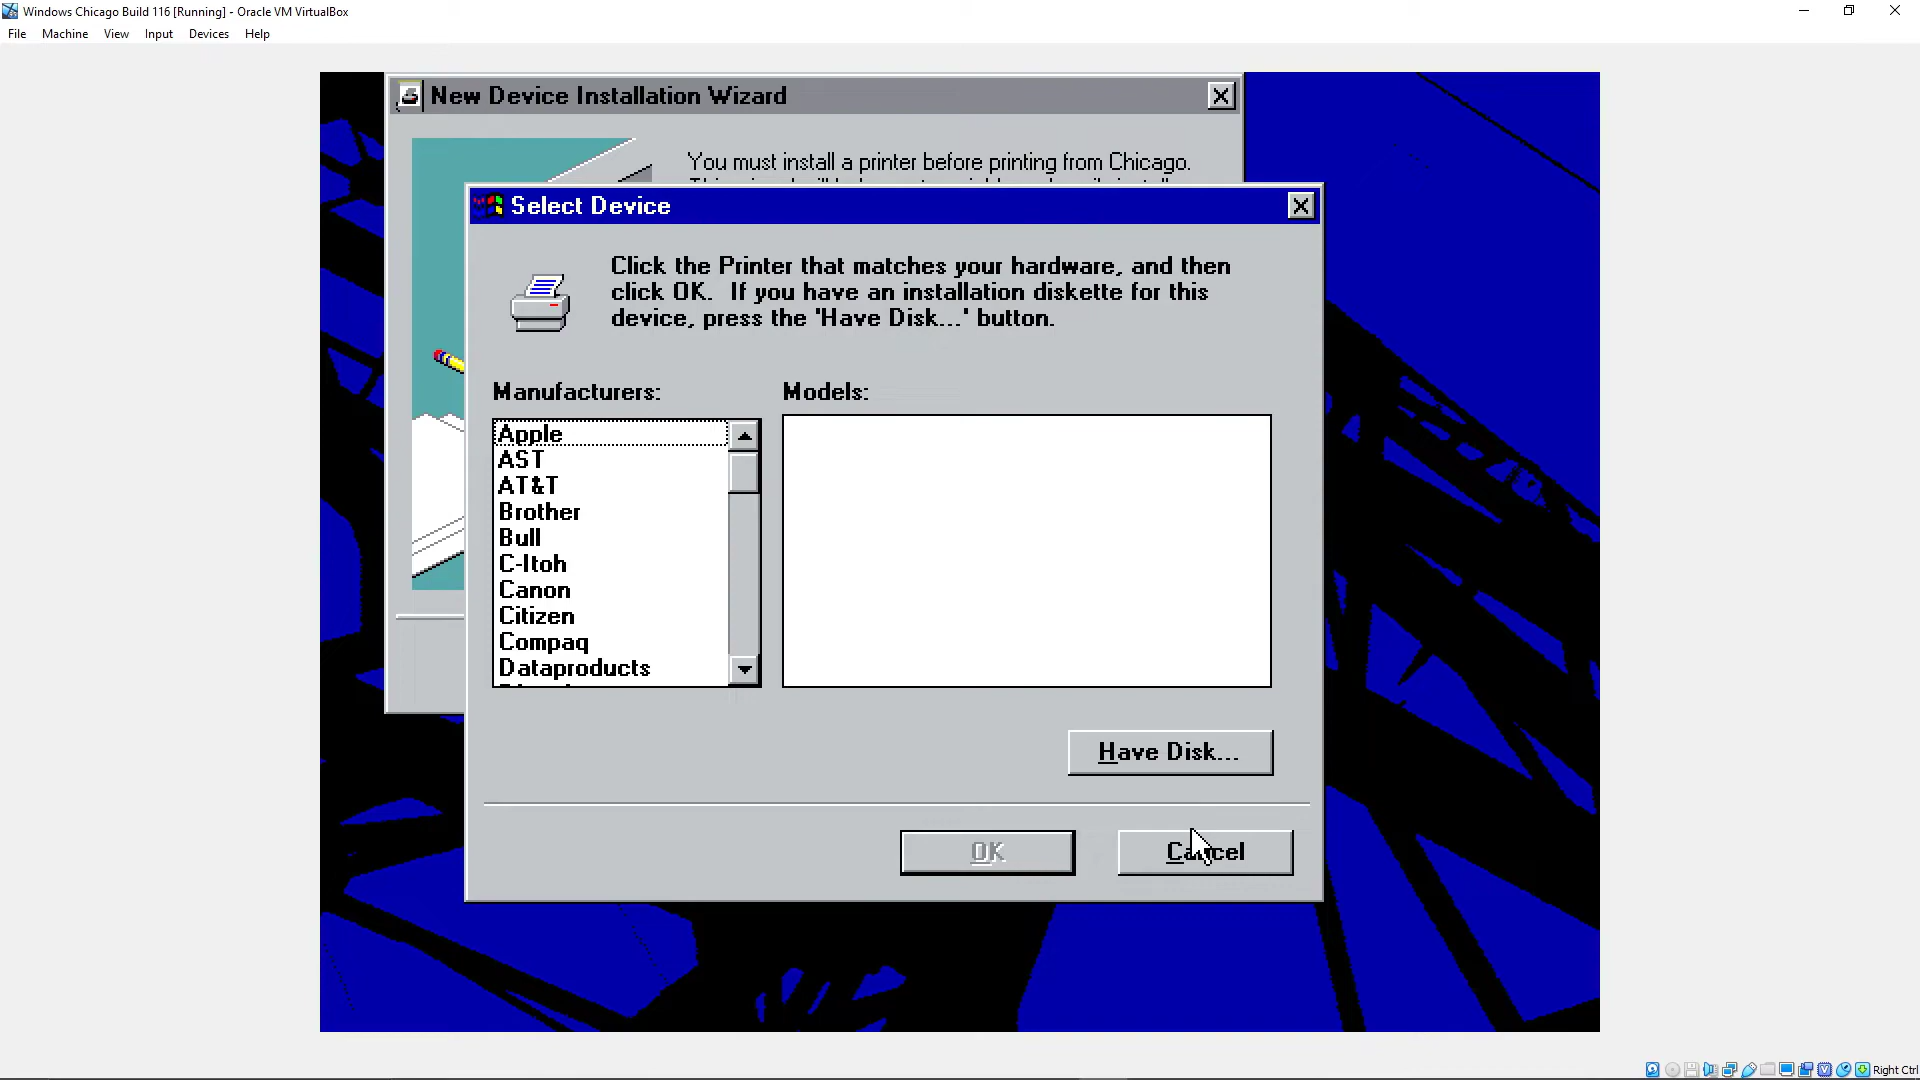 Windows Chicago Build 116 [Running] - Oracle VM VirtualBox
File Machine View Input Devices Help
New Device Installation Wizard
You must install a printer before printing from Chicago.
Select Device
Click the Printer that matches your hardware, and then
click OK. If you have an installation diskette for this
device, press the 'Have Disk...' button.
Manufacturers:
Models:
Apple
AST
AT&T
Brother
Bull
C-Itoh
Canon
Citizen
Compaq
Dataproducts
Have Disk...
OK
Cancel
Right Ctrl